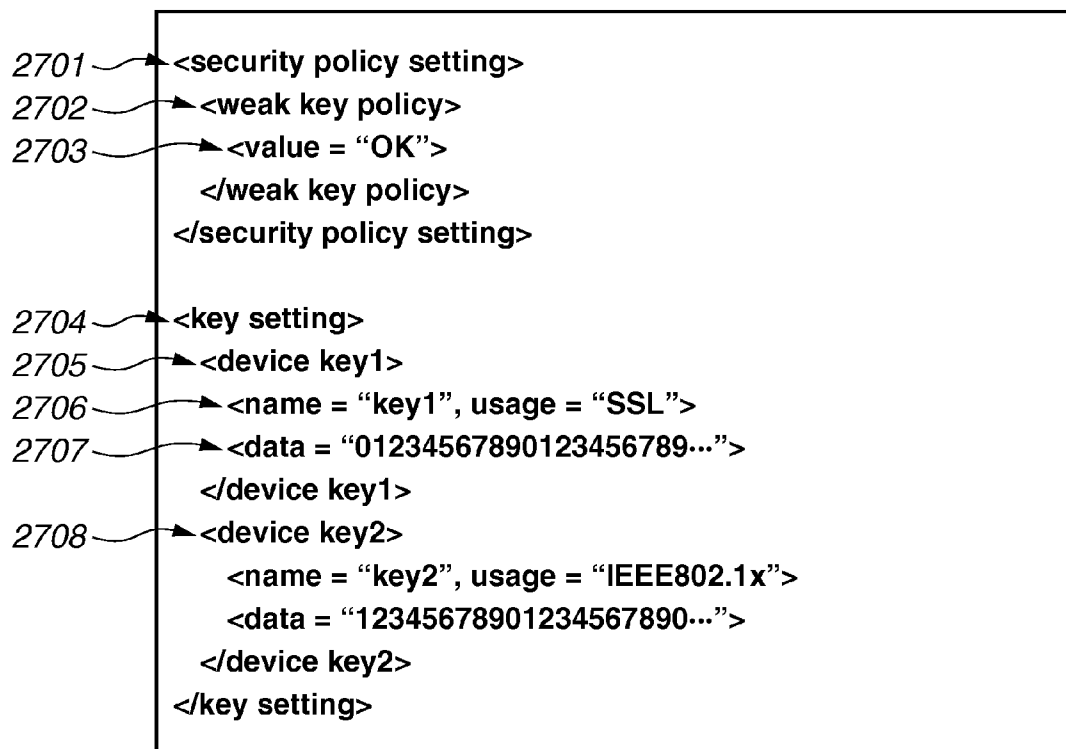 2701 <security policy setting>
2702 <weak key policy>
2703 <value = “OK”>
</weak key policy>
</security policy setting>
2704 <key setting>
2705 <device key1>
2706 <name = “key1”, usage = “SSL”>
2707 <data = “01234567890123456789···”>
</device key1>
2708 <device key2>
<name = “key2”, usage = “IEEE802.1x”>
<data = “12345678901234567890···”>
</device key2>
</key setting>